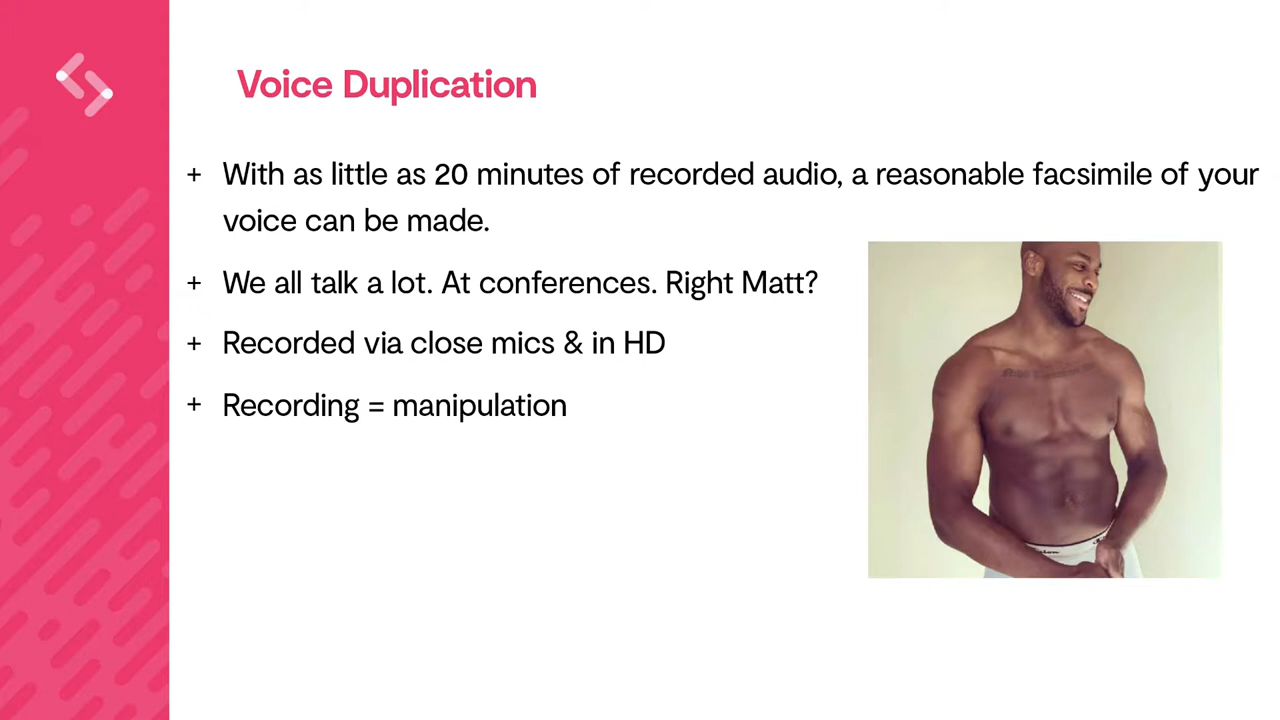 Voice Duplication
+ With as little as 20 minutes of recorded audio, a reasonable facsimile of your
voice can be made.
+ We all talk a lot. At conferences. Right Matt?
+ Recorded via close mics & in HD
+ Recording = manipulation